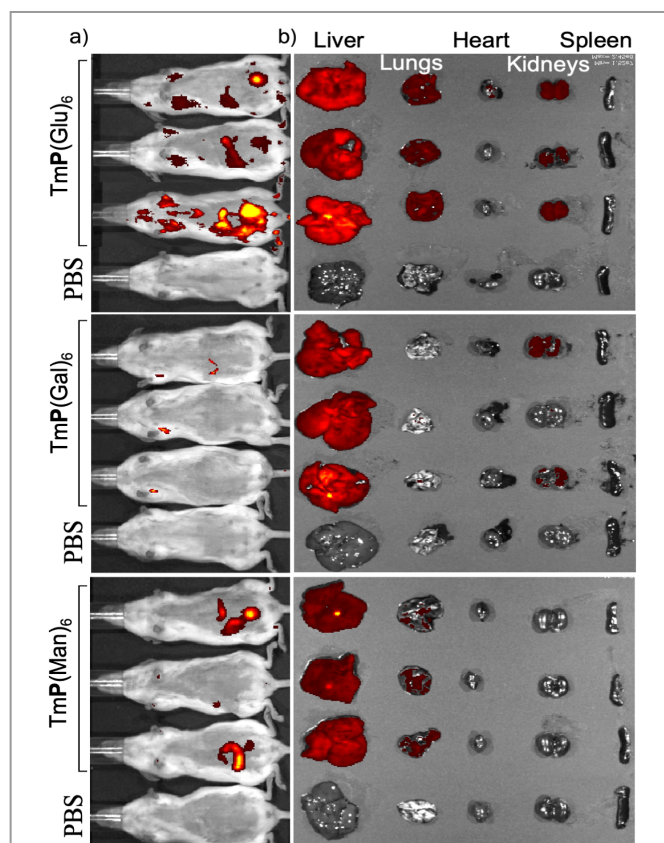 a) b)
Liver Heart Spleen
Lungs Kidneys
TmP(Glu)6
PBS
TmP(Gal)6
PBS
TmP(Man)6
PBS